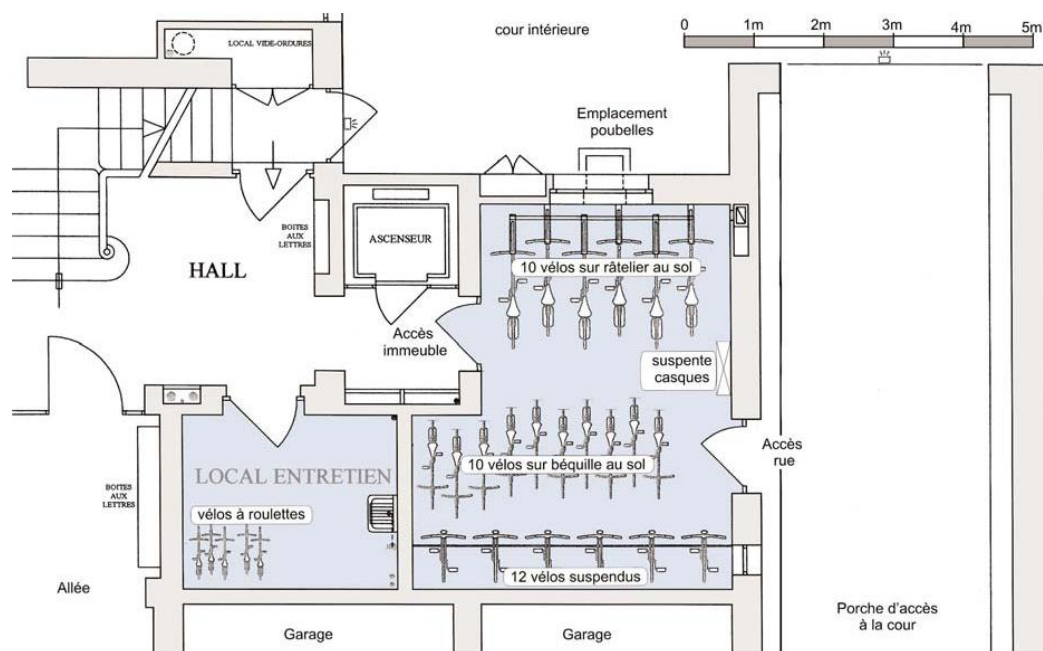 cour intérieure
0 1m 2m 3m 4m 5m
LOCAL VIDE-ORDURES
Emplacement
poubelles
BOITES
AUX
LETTRES
ASCENSEUR
HALL
10 vélos sur râtelier au sol
Accès
immeuble
suspente
casques
Accès
rue
10 vélos sur béquille au sol
LOCAL ENTRETIEN
BOITES
AUX
LETTRES
vélos à roulettes
12 vélos suspendus
Allée
Garage
Garage
Porche d'accès
à la cour